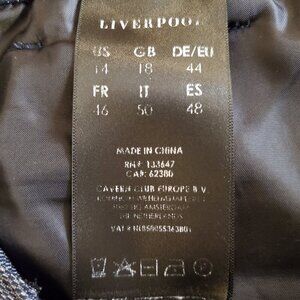 LIVERPOOL
US GB DE/EU
14 18 44
FR IT ES
46 50 48
MADE IN CHINA
RN# 133647
CA#: 62380
CAVERN CLUB EUROPE B.V.
THE NETHERLANDS